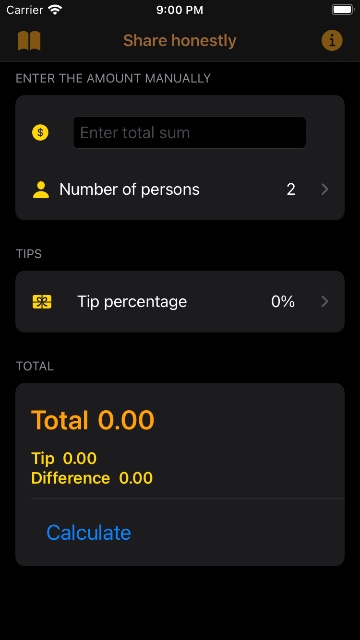 Carrier 9:00 PM
Share honestly
ENTER THE AMOUNT MANUALLY
Enter total sum
Number of persons 2
TIPS
Tip percentage 0%
TOTAL
Total 0.00
Tip 0.00
Difference 0.00
Calculate